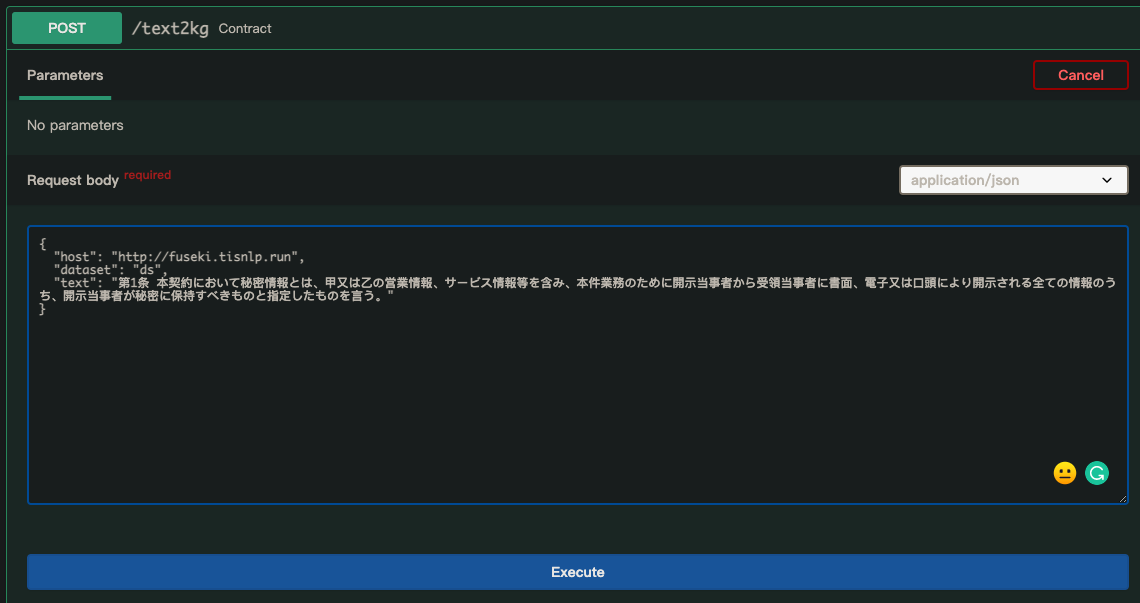 POST /text2kg Contract
Parameters
Cancel
No parameters
Request body required
application/json
{
"host": "http://fuseki.tisnlp.run",
"dataset": "ds",
"text": "第1条 本契約において秘密情報とは、甲又は乙の営業情報、サービス情報等を含み、本件業務のために開示当事者から受領当事者に書面、電子又は口頭により開示される全ての情報のう
ち、開示当事者が秘密に保持すべきものと指定したものを言う。"
}
Execute